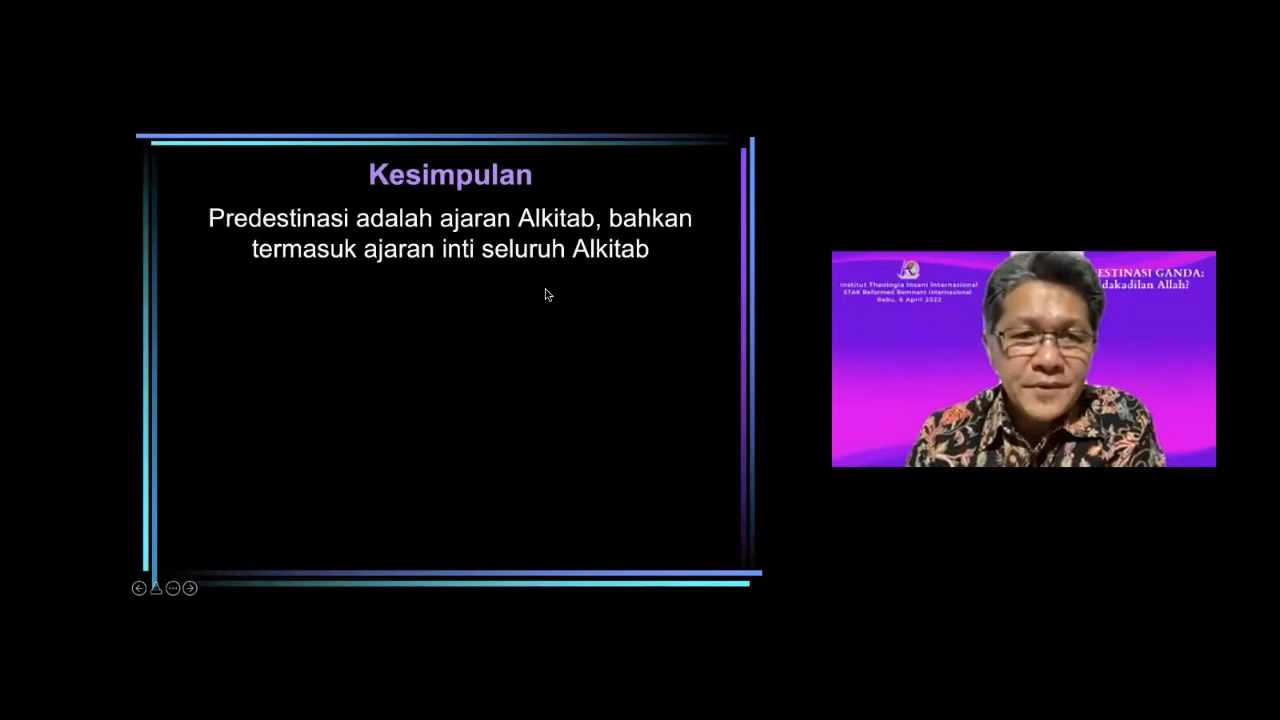 Kesimpulan
Predestinasi adalah ajaran Alkitab, bahkan
termasuk ajaran inti seluruh Alkitab
Institut Theologia Insani Internasional
STAK Reformed Remnant Internasional
Rabu, 6 April 2022
ESTINASI GANDA:
dakadilan Allah?